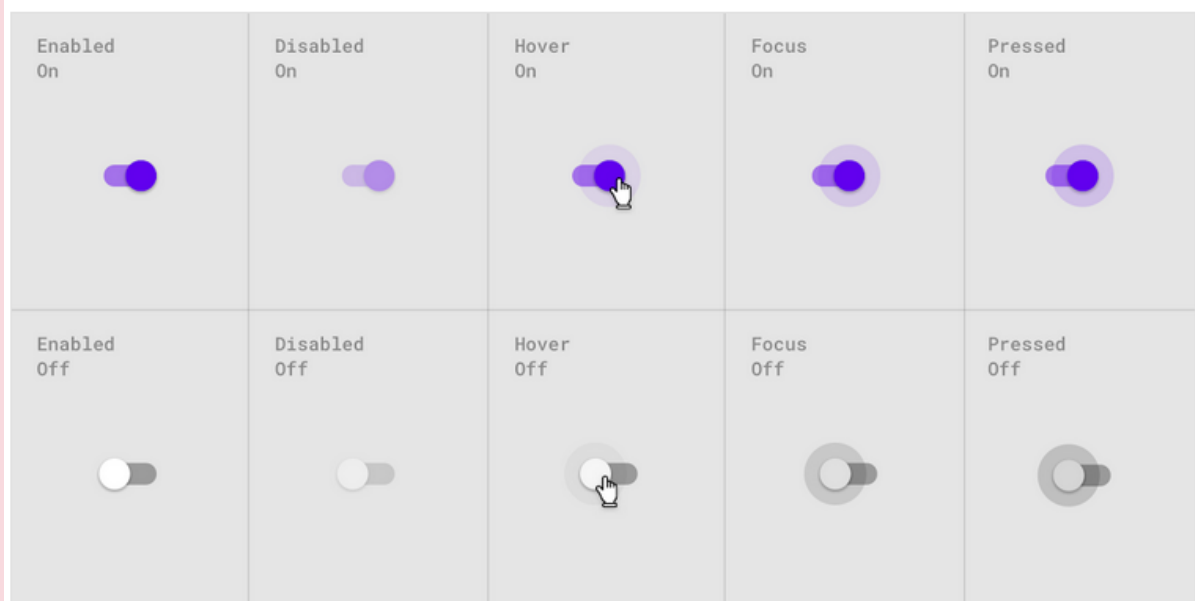 Enabled
On
Disabled
On
Hover
On
Focus
On
Pressed
On
Enabled
Off
Disabled
Off
Hover
Off
Focus
Off
Pressed
Off